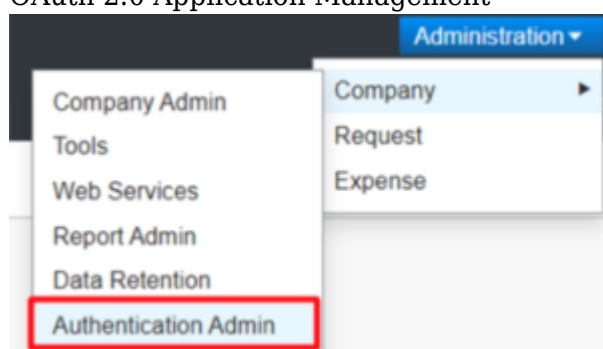 OAuth 2.0 Application Management
Administration
Company
Request
Expense
Company Admin
Tools
Web Services
Report Admin
Data Retention
Authentication Admin